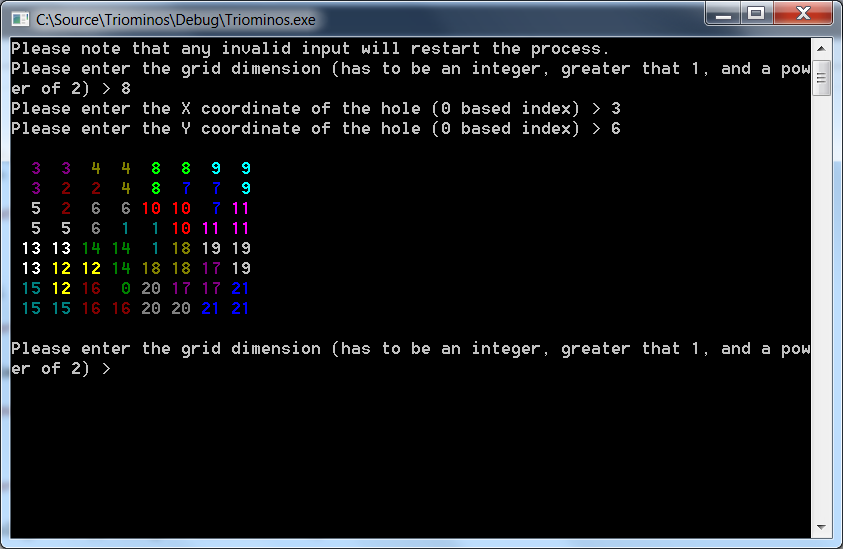 C:\Source\Triominos\Debug\Triominos.exe
Please note that any invalid input will restart the process.
Please enter the grid dimension (has to be an integer, greater that 1, and a pow
er of 2) > 8
Please enter the X coordinate of the hole (0 based index) > 3
Please enter the Y coordinate of the hole (0 based index) > 6
3 3 4 4 8 8 9 9
3 2 2 4 8 7 7 9
5 2 6 6 10 10 7 11
5 5 6 1 1 10 11 11
13 13 14 14 1 18 19 19
13 12 12 14 18 18 17 19
15 12 16 0 20 17 17 21
15 15 16 16 20 20 21 21
Please enter the grid dimension (has to be an integer, greater that 1, and a pow
er of 2) >